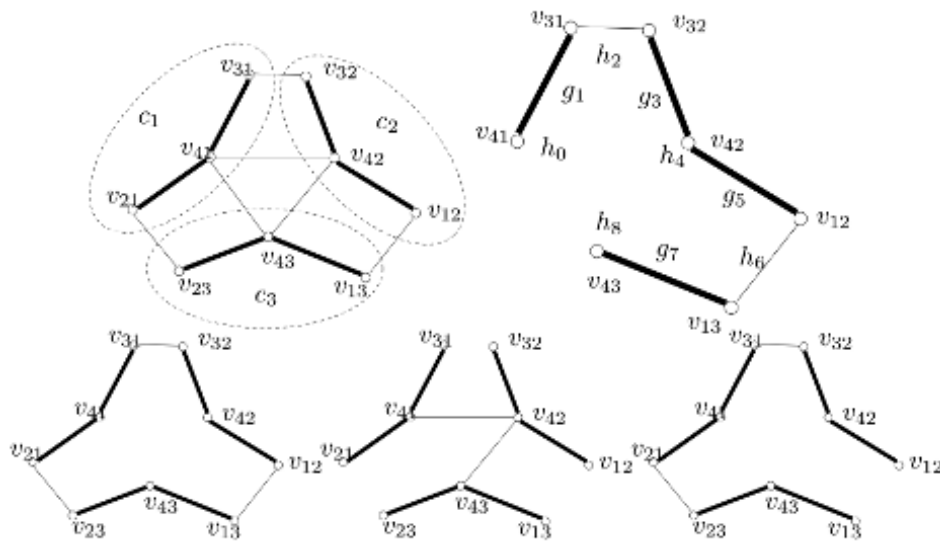 v31 v32
c1 c2
v41 v42
v21 v12
v43
v23 c3 v13
v31 v32
h2
g1 g3
v41 h0 h4 v42
g5
v12
h8
g7 h6
v43
v13
v31 v32
v41 v42
v21 v12
v43
v23 v13
v31 v32
v41 v42
v21 v12
v43
v23 v13
v31 v32
v41 v42
v21 v12
v43
v23 v13